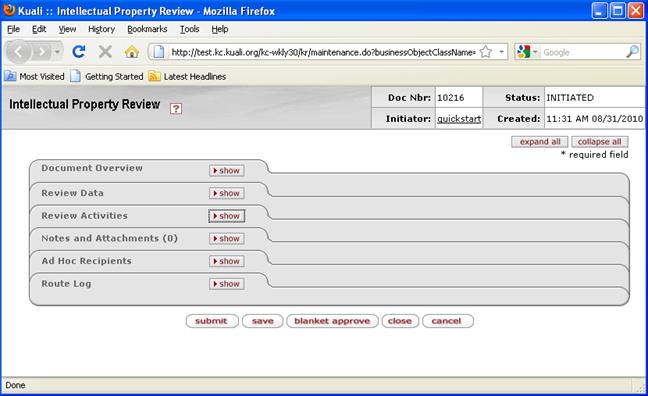 Kuali :: Intellectual Property Review - Mozilla Firefox
File Edit View History Bookmarks Tools Help
http://test.kc.kuali.org/kc-wkly30/kr/maintenance.do?businessObjectClassName= Google
Most Visited Getting Started Latest Headlines
Intellectual Property Review ? Doc Nbr: 10216 Status: INITIATED
Initiator: quickstart Created: 11:31 AM 08/31/2010
expand all collapse all
* required field
Document Overview show
Review Data show
Review Activities show
Notes and Attachments (0) show
Ad Hoc Recipients show
Route Log show
submit save blanket approve close cancel
Done